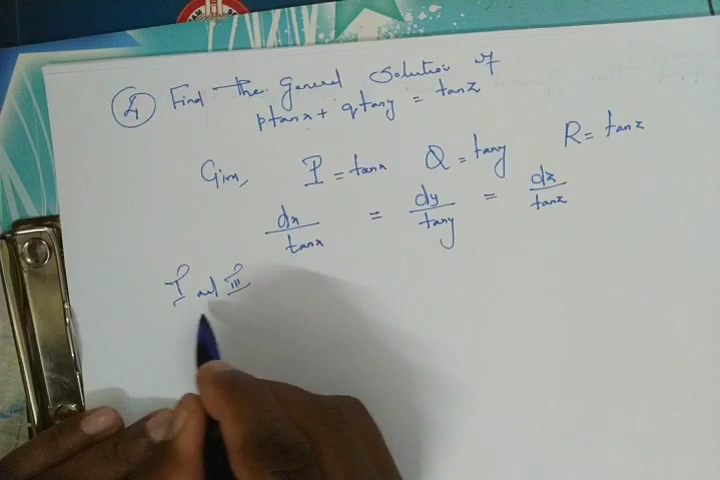 4 Find the general solution of
ptanx + qtany = tanz
Given, P = tanx Q = tany R = tanz
dx/tanx = dy/tany = dz/tanz
I and III